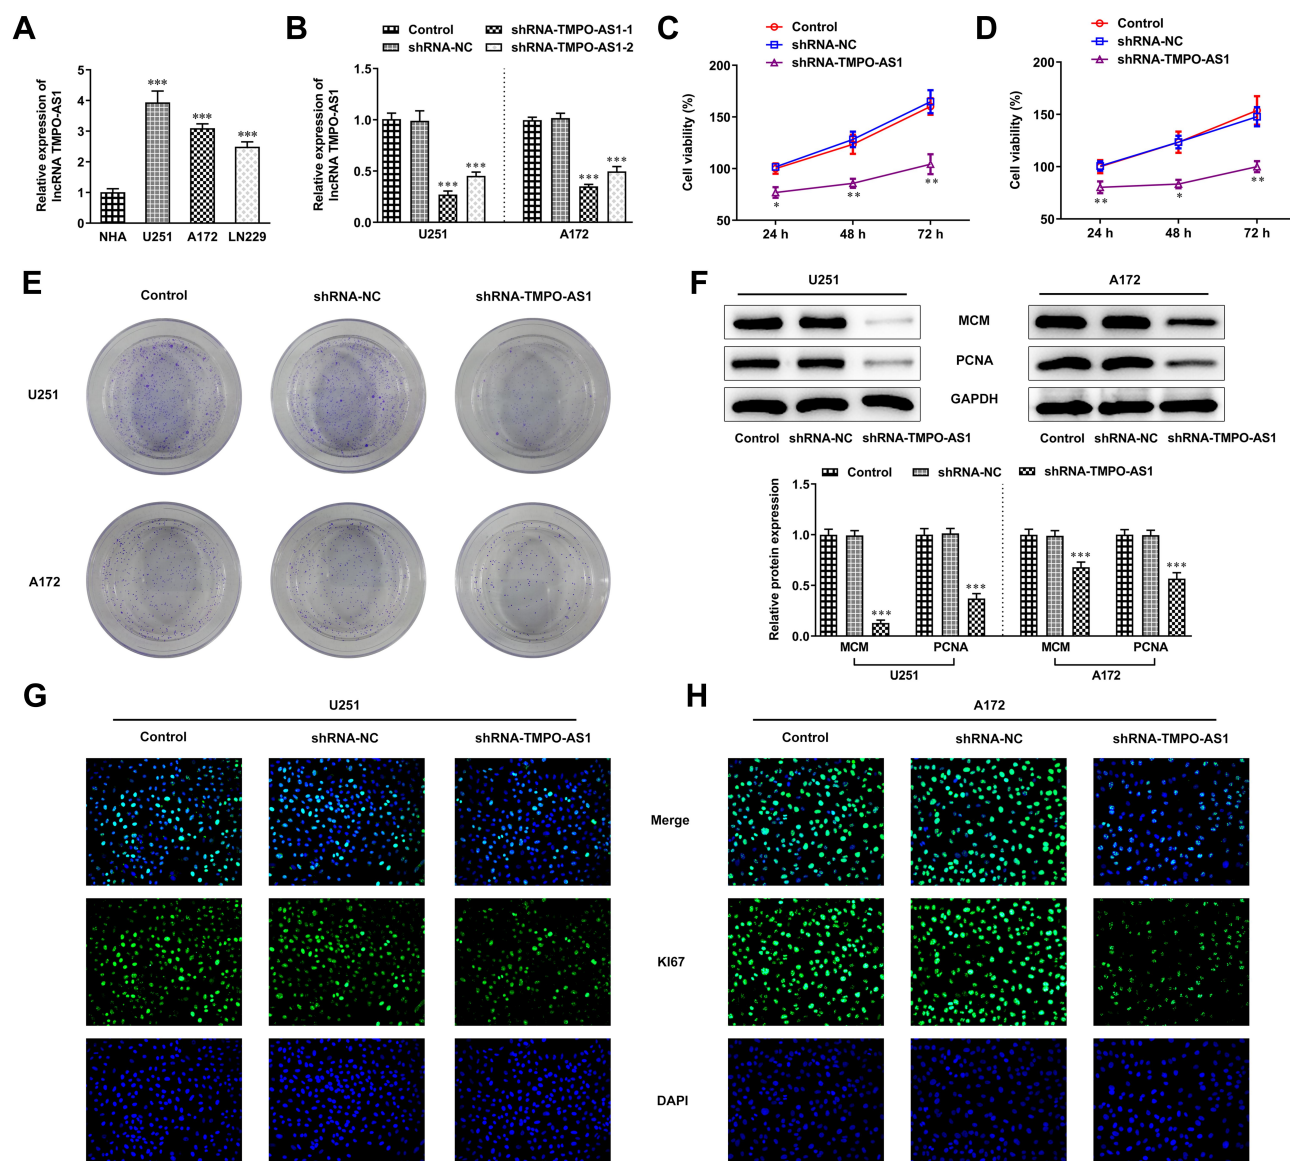 A
Relative expression of
lncRNA TMPO-AS1
5
4
3
2
1
0
***
***
***
NHA U251 A172 LN229
B
Control shRNA-TMPO-AS1-1
shRNA-NC shRNA-TMPO-AS1-2
Relative expression of
lncRNA TMPO-AS1
1.5
1.0
0.5
0.0
*** *** *** ***
U251 A172
C
Control
shRNA-NC
shRNA-TMPO-AS1
Cell viability (%)
200
150
100
50
* ** **
24 h 48 h 72 h
D
Control
shRNA-NC
shRNA-TMPO-AS1
Cell viability (%)
200
150
100
50
** * **
24 h 48 h 72 h
E
Control shRNA-NC shRNA-TMPO-AS1
U251
A172
F
U251 A172
MCM
PCNA
GAPDH
Control shRNA-NC shRNA-TMPO-AS1 Control shRNA-NC shRNA-TMPO-AS1
Control shRNA-NC shRNA-TMPO-AS1
Relative protein expression
1.5
1.0
0.5
0.0
*** *** *** ***
MCM PCNA MCM PCNA
U251 A172
G
U251
Control shRNA-NC shRNA-TMPO-AS1
H
A172
Control shRNA-NC shRNA-TMPO-AS1
Merge
KI67
DAPI